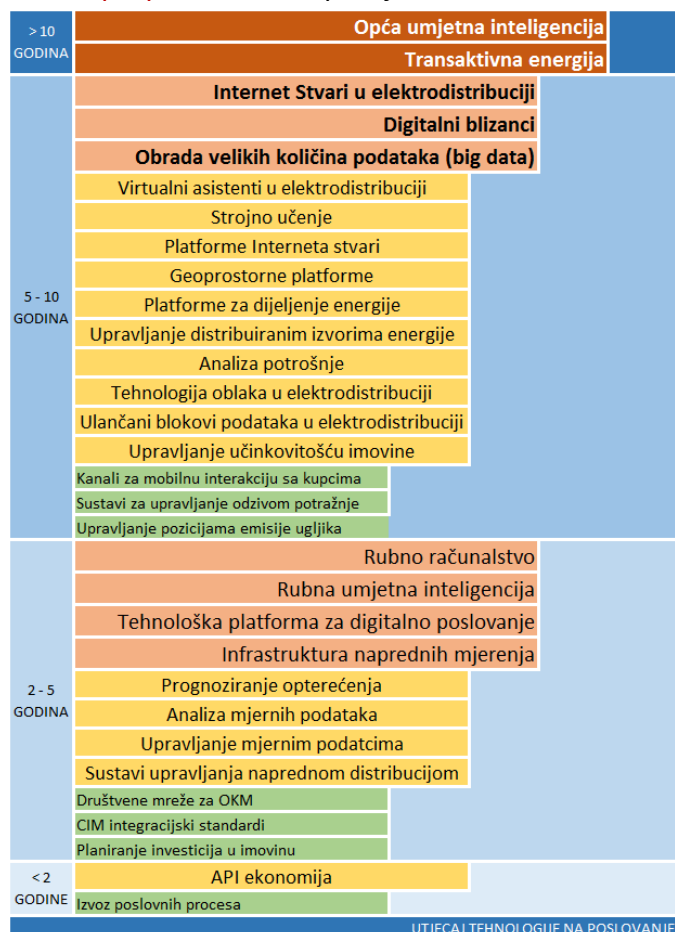 > 10
GODINA
Opća umjetna inteligencija
Transaktivna energija
5 - 10
GODINA
Internet Stvari u elektrodistribuciji
Digitalni blizanci
Obrada velikih količina podataka (big data)
Virtualni asistenti u elektrodistribuciji
Strojno učenje
Platforme Interneta stvari
Geoprostorne platforme
Platforme za dijeljenje energije
Upravljanje distribuiranim izvorima energije
Analiza potrošnje
Tehnologija oblaka u elektrodistribuciji
Ulančani blokovi podataka u elektrodistribuciji
Upravljanje učinkovitošću imovine
Kanali za mobilnu interakciju sa kupcima
Sustavi za upravljanje odzivom potražnje
Upravljanje pozicijama emisije ugljika
2 - 5
GODINA
Rubno računalstvo
Rubna umjetna inteligencija
Tehnološka platforma za digitalno poslovanje
Infrastruktura naprednih mjerenja
Prognoziranje opterećenja
Analiza mjernih podataka
Upravljanje mjernim podatcima
Sustavi upravljanja naprednom distribucijom
Društvene mreže za OKM
CIM integracijski standardi
Planiranje investicija u imovinu
< 2
GODINE
API ekonomija
Izvoz poslovnih procesa
UTJECAJ TEHNOLOGIJE NA POSLOVANJE